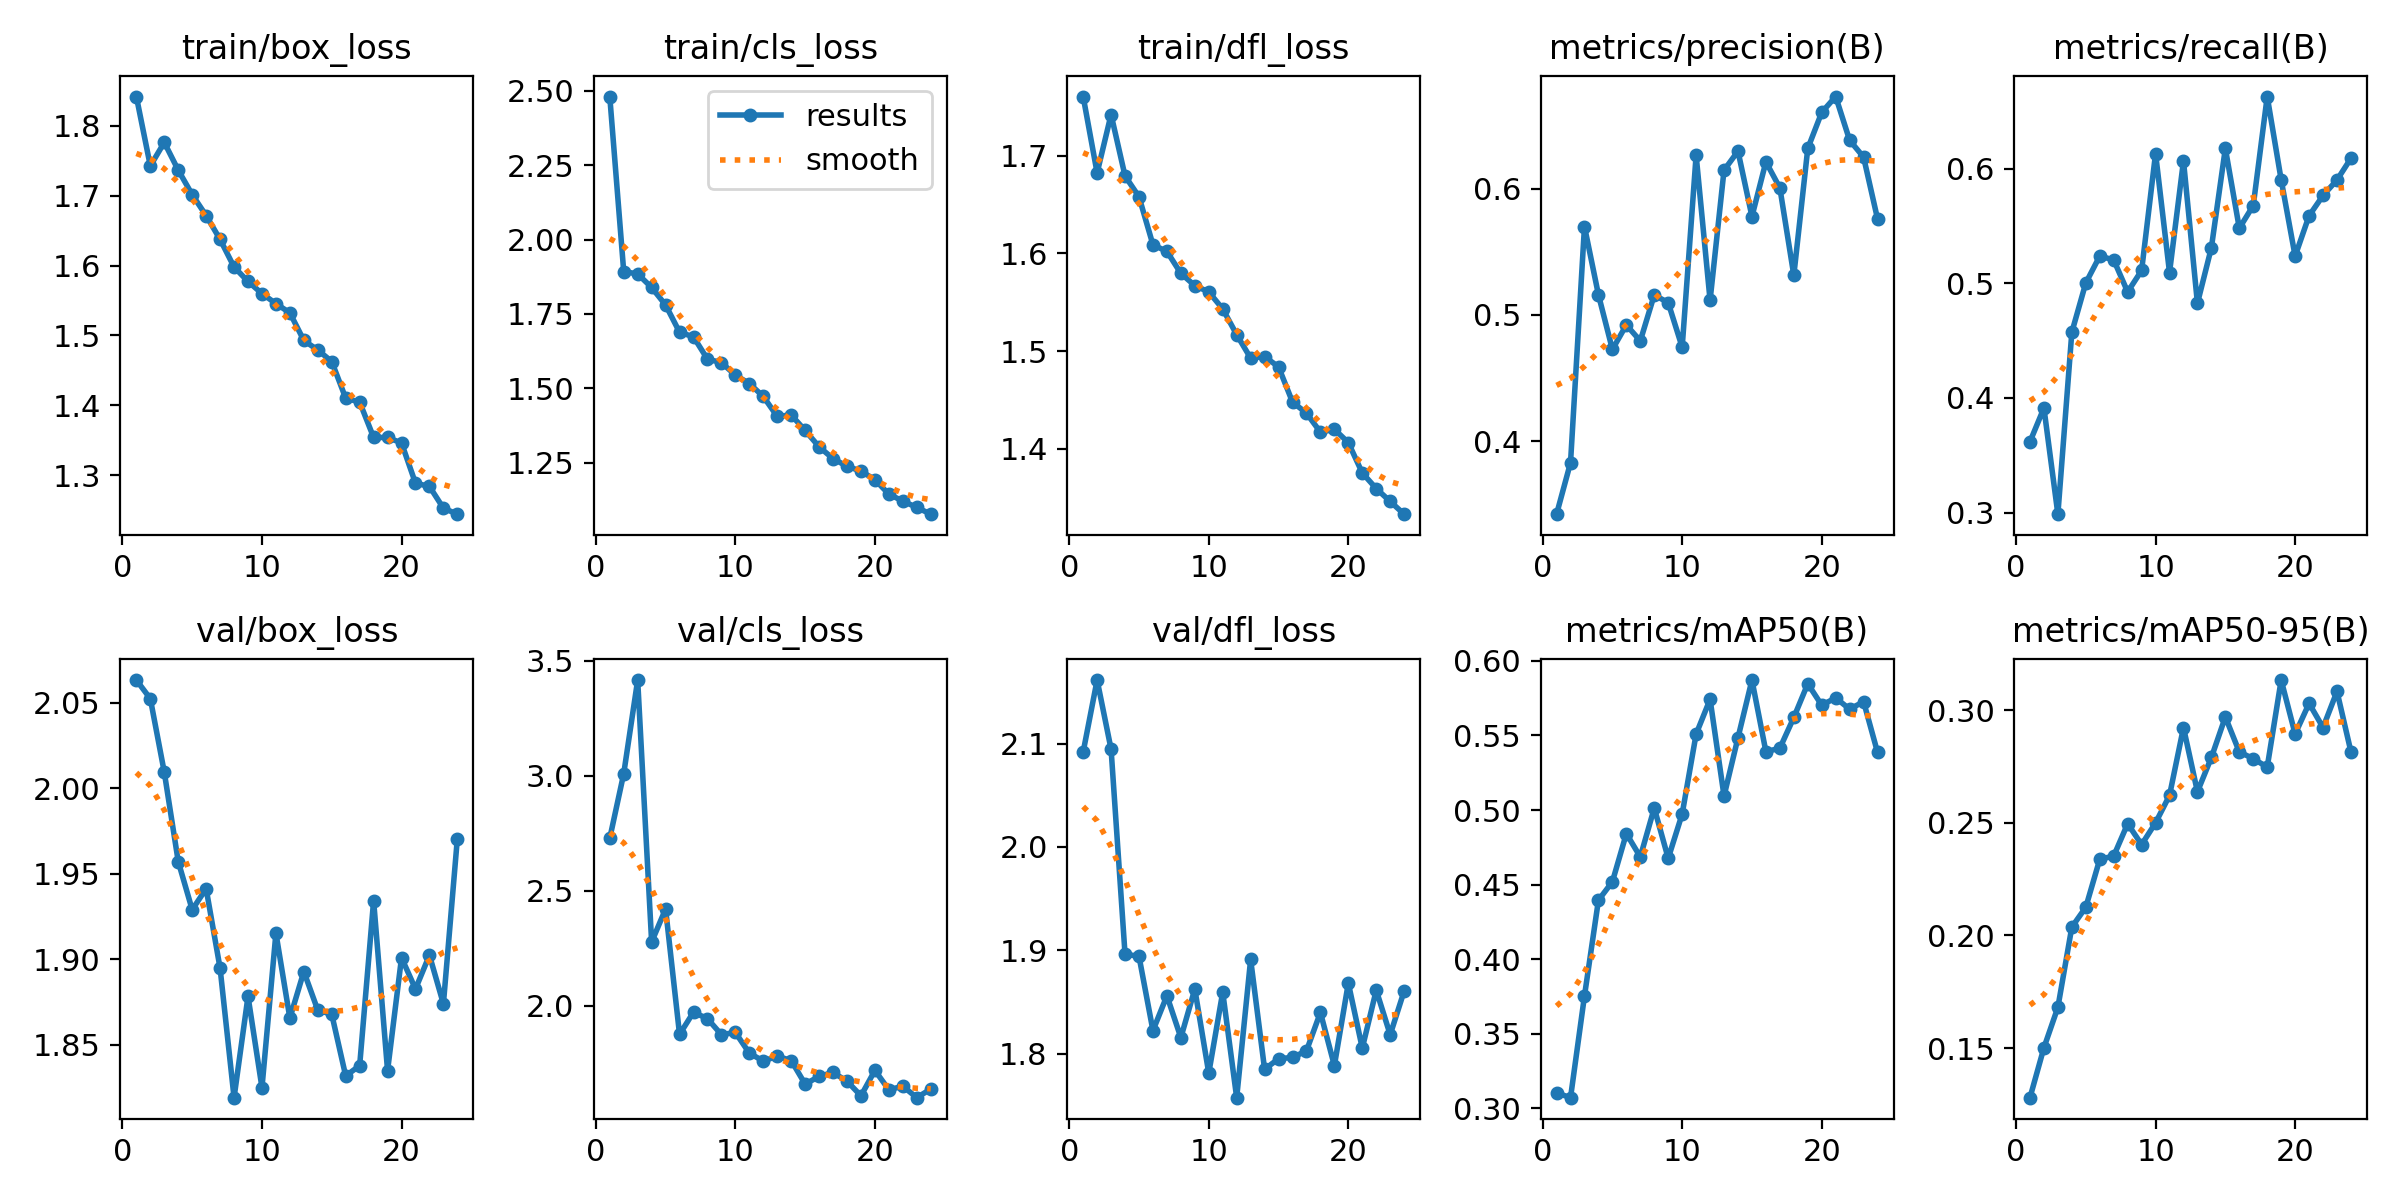 train/box_loss
1.8
1.7
1.6
1.5
1.4
1.3
0 10 20
train/cls_loss
results
smooth
2.50
2.25
2.00
1.75
1.50
1.25
0 10 20
train/dfl_loss
1.7
1.6
1.5
1.4
0 10 20
metrics/precision(B)
0.6
0.5
0.4
0 10 20
metrics/recall(B)
0.6
0.5
0.4
0.3
0 10 20
val/box_loss
2.05
2.00
1.95
1.90
1.85
0 10 20
val/cls_loss
3.5
3.0
2.5
2.0
0 10 20
val/dfl_loss
2.1
2.0
1.9
1.8
0 10 20
metrics/mAP50(B)
0.60
0.55
0.50
0.45
0.40
0.35
0.30
0 10 20
metrics/mAP50-95(B)
0.30
0.25
0.20
0.15
0 10 20